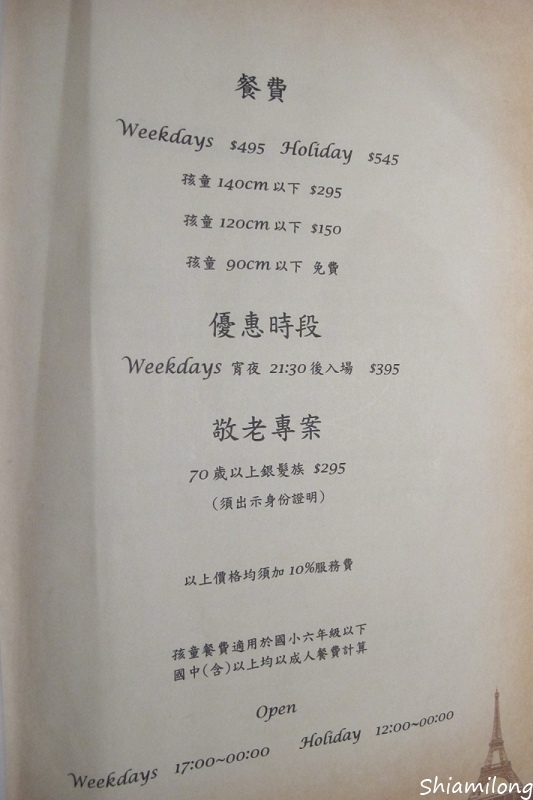 餐費
Weekdays $495 Holiday $545
孩童 140cm 以下 $295
孩童 120cm 以下 $150
孩童 90cm 以下 免費
優惠時段
Weekdays 宵夜 21:30 後入場 $395
敬老專案
70 歲以上銀髮族 $295
(須出示身份證明)
以上價格均須加 10%服務費
孩童餐費適用於國小六年級以下
國中(含)以上均以成人餐費計算
Open
Weekdays 17:00~00:00 Holiday 12:00~00:00
Shiamilong